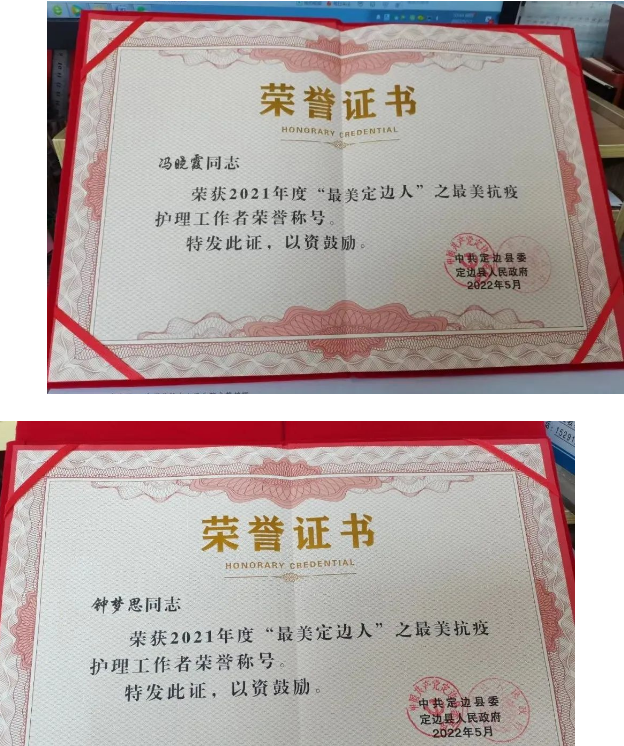 荣誉证书
HONORARY CREDENTIAL
冯晓霞同志
荣获2021年度“最美定边人”之最美抗疫
护理工作者荣誉称号。
特发此证，以资鼓励。
中共定边县委
定边县人民政府
2022年5月
荣誉证书
HONORARY CREDENTIAL
钟梦思同志
荣获2021年度“最美定边人”之最美抗疫
护理工作者荣誉称号。
特发此证，以资鼓励。
中共定边县委
定边县人民政府
2022年5月